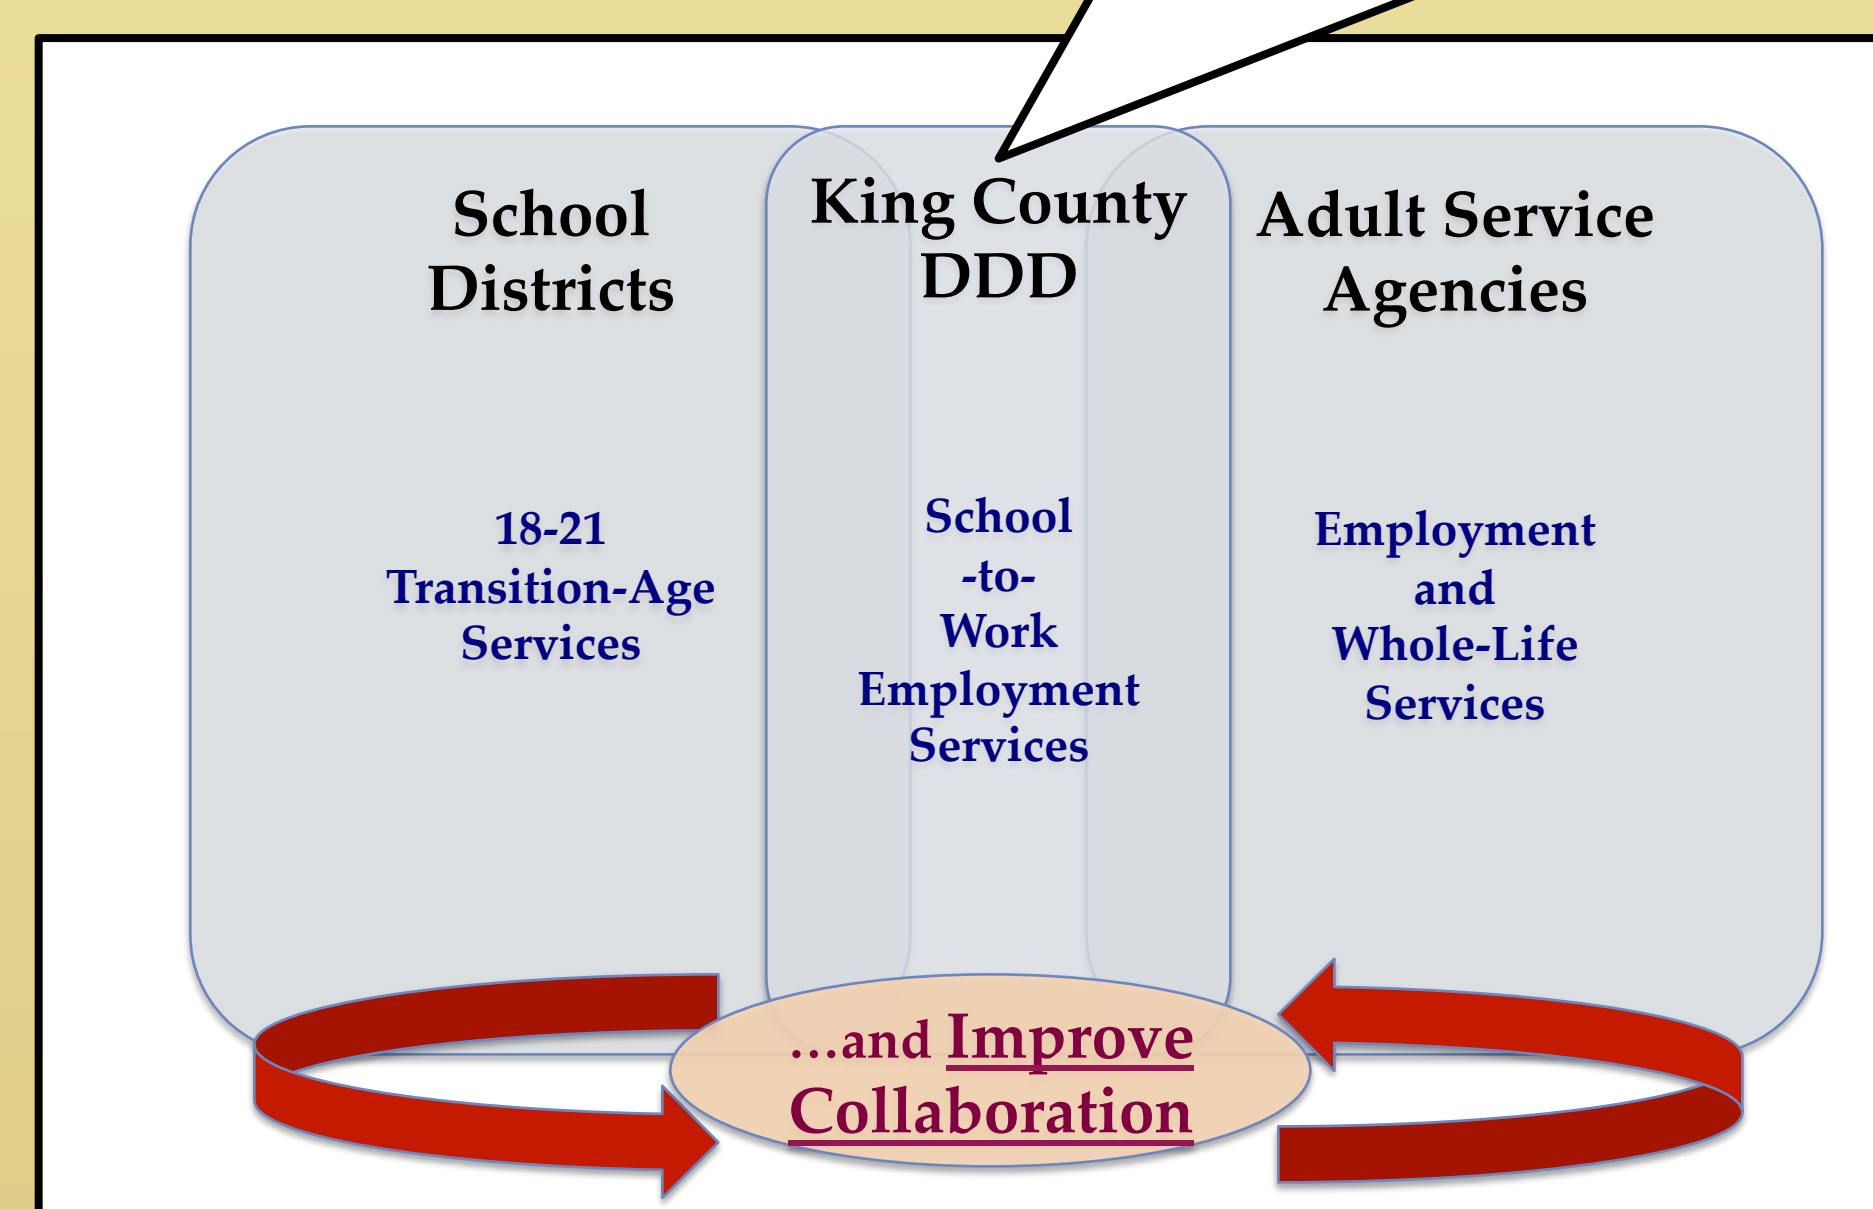 School
Districts
18-21
Transition-Age
Services
King County
DDD
School
-to-
Work
Employment
Services
Adult Service
Agencies
Employment
and
Whole-Life
Services
...and Improve
Collaboration